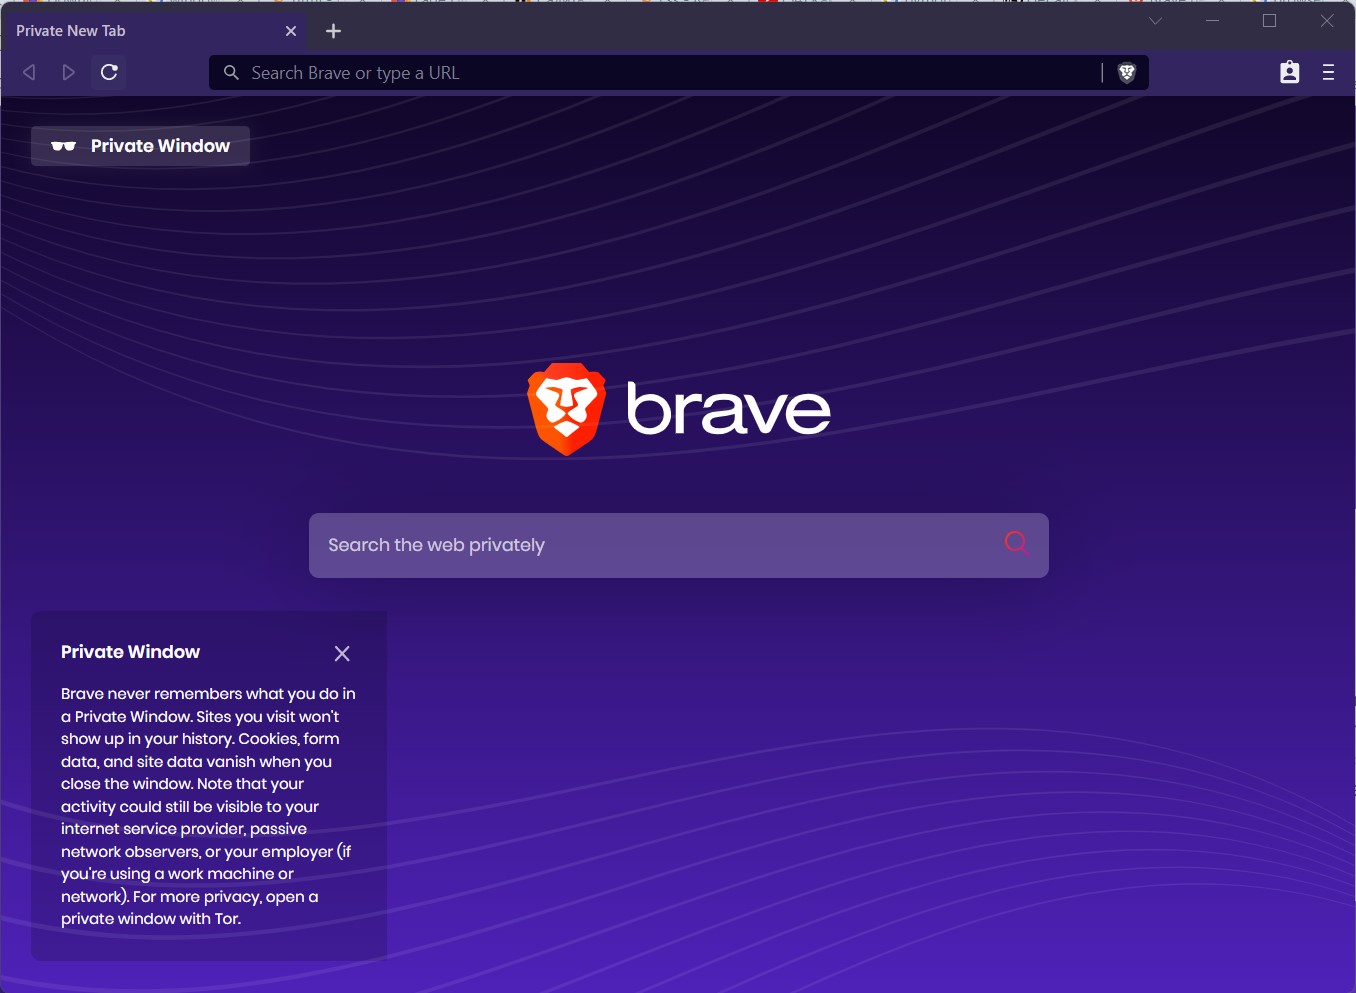 Private New Tab
Search Brave or type a URL
Private Window
brave
Search the web privately
Private Window
Brave never remembers what you do in
a Private Window. Sites you visit won't
show up in your history. Cookies, form
data, and site data vanish when you
close the window. Note that your
activity could still be visible to your
internet service provider, passive
network observers, or your employer (if
you're using a work machine or
network). For more privacy, open a
private window with Tor.